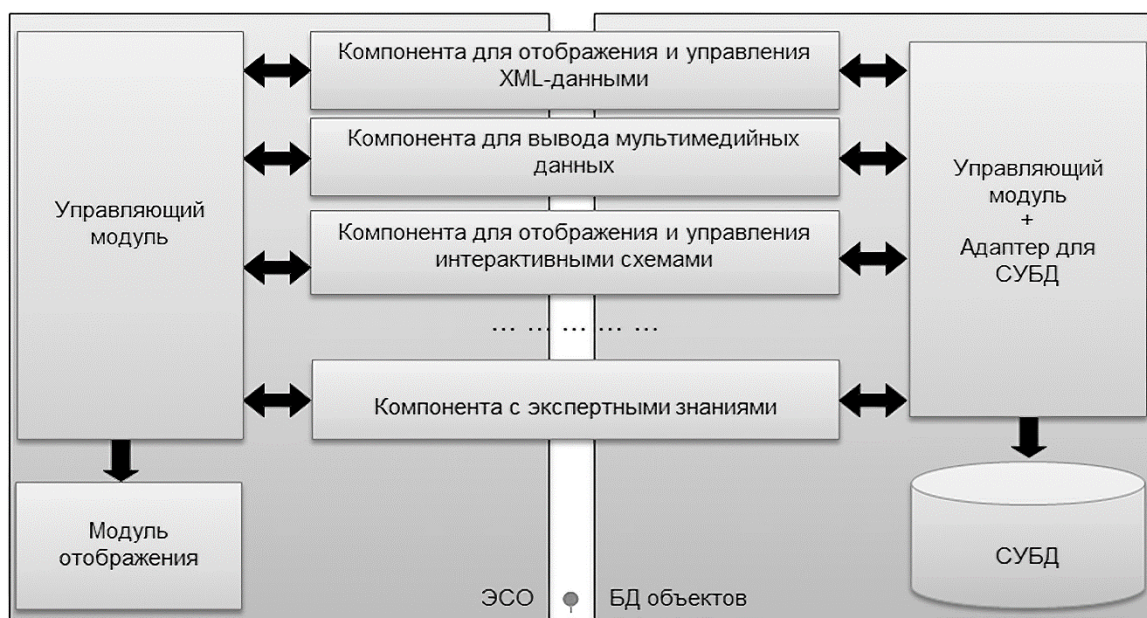 Управляющий
модуль
Компонента для отображения и управления
XML-данными
Компонента для вывода мультимедийных
данных
Компонента для отображения и управления
интерактивными схемами
... ... ... ... ...
Компонента с экспертными знаниями
Управляющий
модуль
+
Адаптер для
СУБД
Модуль
отображения
СУБД
ЭСО
БД объектов